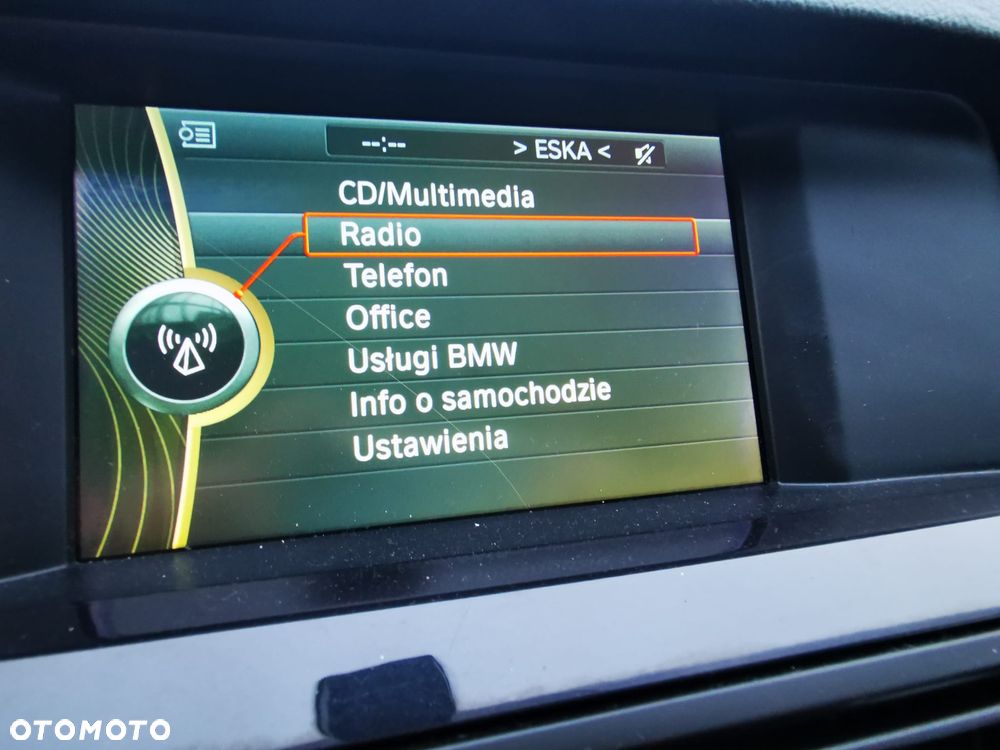 --:-- > ESKA <
CD/Multimedia
Radio
Telefon
Office
Usługi BMW
Info o samochodzie
Ustawienia
OTOMOTO